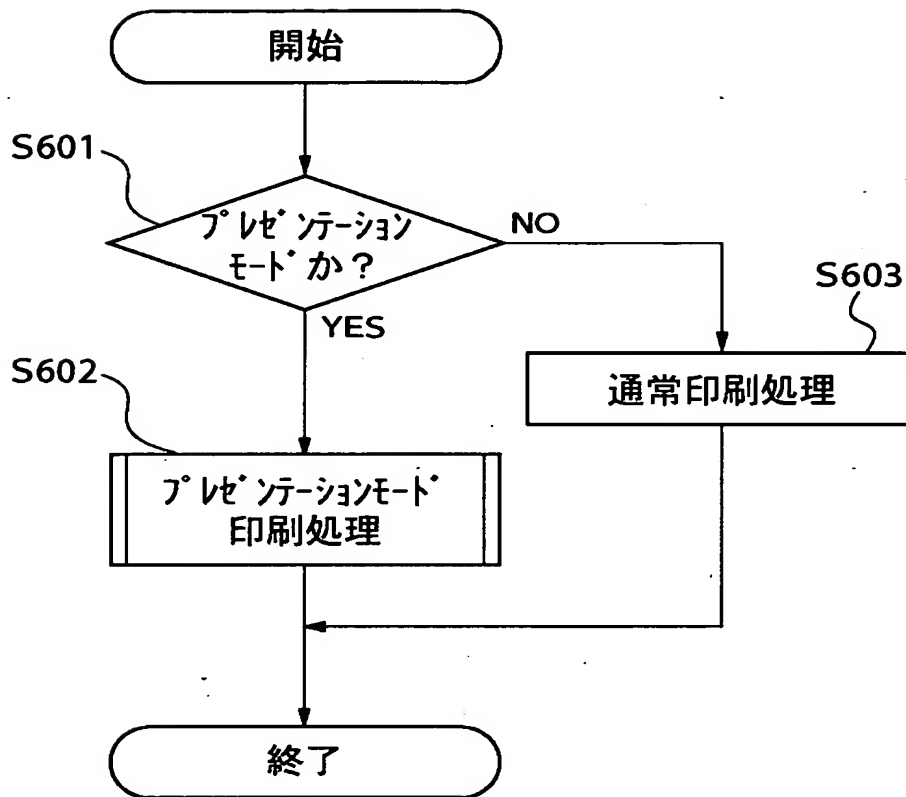 開始
S601
プレゼンテーション
モードか？
NO
YES
S603
通常印刷処理
S602
プレゼンテーションモード
印刷処理
終了